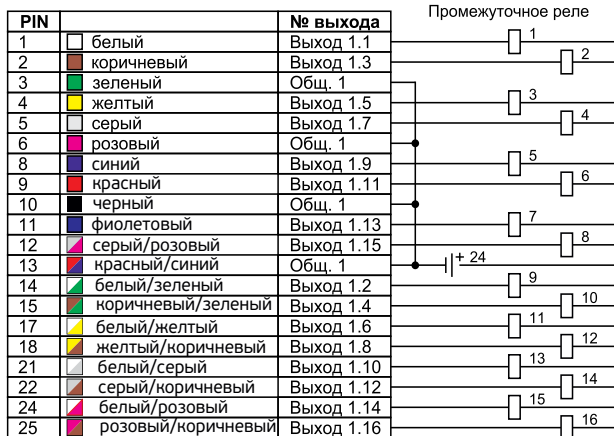 Промежуточное реле
PIN № выхода
1 белый Выход 1.1 1
2 коричневый Выход 1.3 2
3 зеленый Общ. 1
4 желтый Выход 1.5 3
5 серый Выход 1.7 4
6 розовый Общ. 1
8 синий Выход 1.9 5
9 красный Выход 1.11 6
10 черный Общ. 1
11 фиолетовый Выход 1.13 7
12 серый/розовый Выход 1.15 8
13 красный/синий Общ. 1 + 24
14 белый/зеленый Выход 1.2 9
15 коричневый/зеленый Выход 1.4 10
17 белый/желтый Выход 1.6 11
18 желтый/коричневый Выход 1.8 12
21 белый/серый Выход 1.10 13
22 серый/коричневый Выход 1.12 14
24 белый/розовый Выход 1.14 15
25 розовый/коричневый Выход 1.16 16